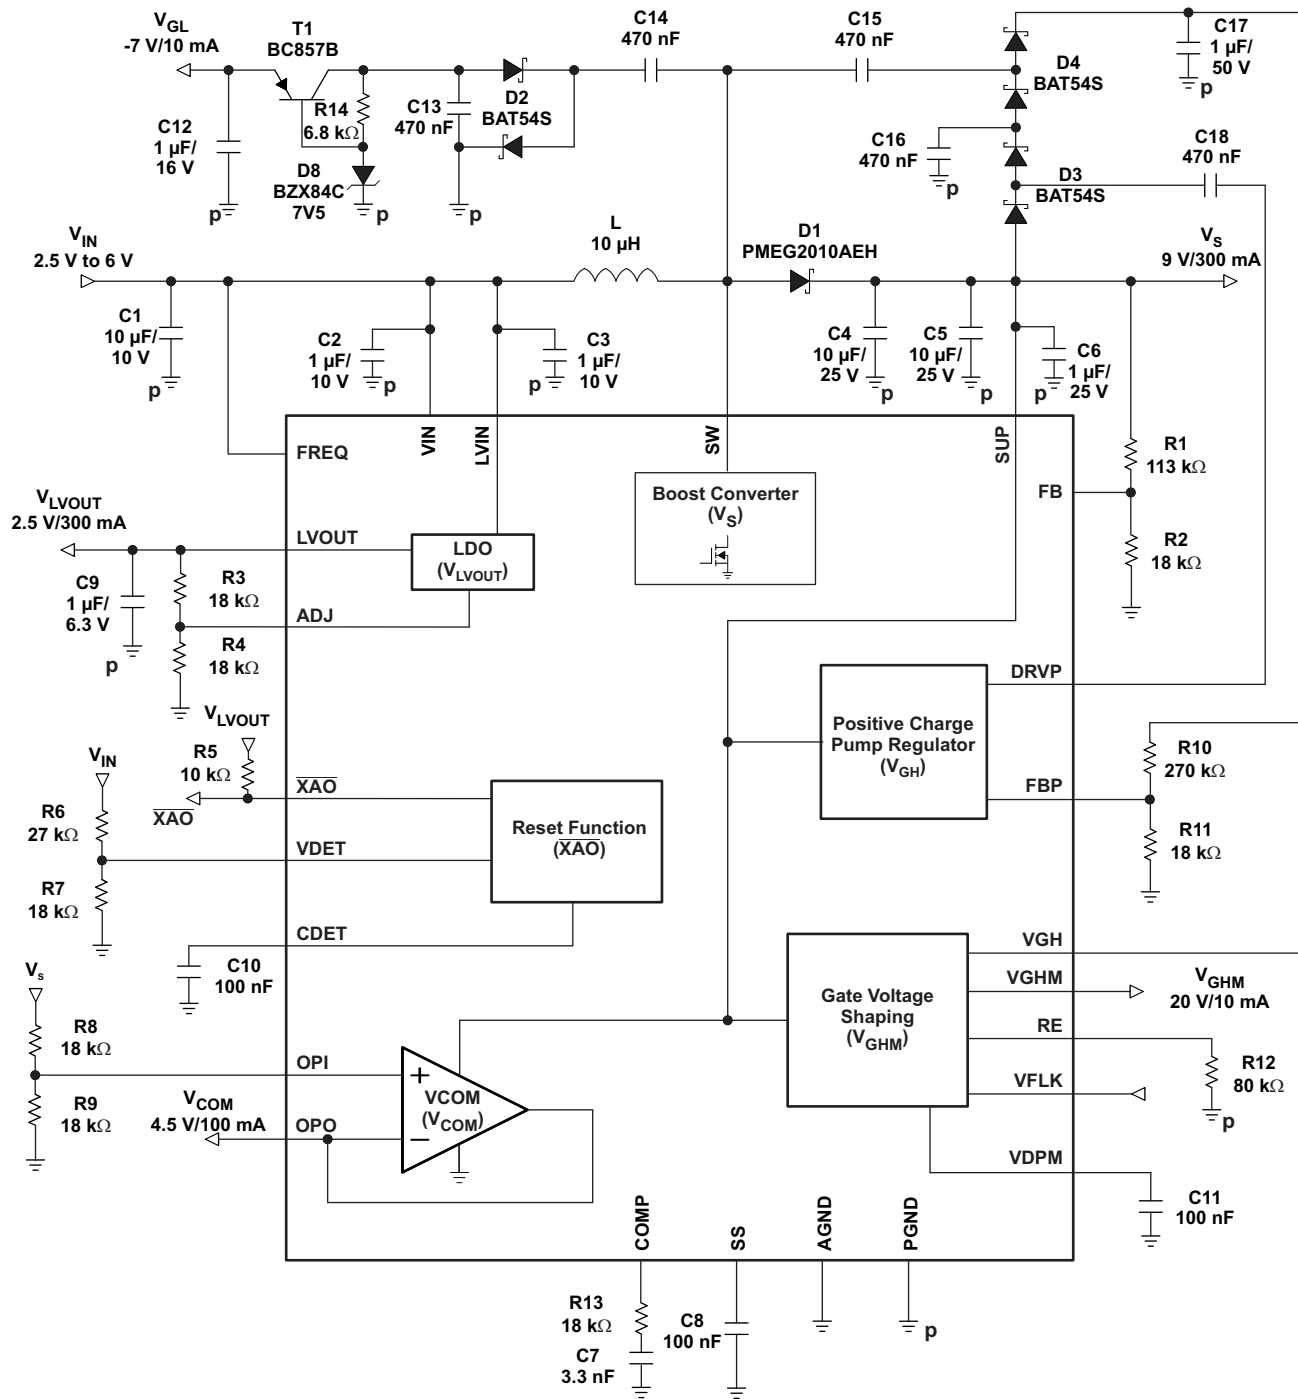 V_GL
-7 V/10 mA
T1
BC857B
C14
470 nF
C15
470 nF
C17
1 µF/
50 V
p
D4
BAT54S
R14
6.8 kΩ
C13
470 nF
D2
BAT54S
C12
1 µF/
16 V
p
D8
BZX84C
7V5
p
p
C16
470 nF
p
C18
470 nF
D3
BAT54S
V_IN
2.5 V to 6 V
L
10 µH
D1
PMEG2010AEH
V_S
9 V/300 mA
C1
10 µF/
10 V
p
C2
1 µF/
10 V
p
C3
1 µF/
10 V
p
C4
10 µF/
25 V
p
C5
10 µF/
25 V
p
C6
1 µF/
25 V
p
FREQ
VIN
LVIN
SW
SUP
R1
113 kΩ
FB
R2
18 kΩ
Boost Converter
(V_S)
V_LVOUT
2.5 V/300 mA
LVOUT
LDO
(V_LVOUT)
C9
1 µF/
6.3 V
p
R3
18 kΩ
ADJ
R4
18 kΩ
DRVP
Positive Charge
Pump Regulator
(V_GH)
FBP
R10
270 kΩ
R11
18 kΩ
V_LVOUT
R5
10 kΩ
V_IN
X̅A̅O̅
X̅A̅O̅
R6
27 kΩ
VDET
R7
18 kΩ
Reset Function
(X̅A̅O̅)
CDET
C10
100 nF
VGH
VGHM
V_GHM
20 V/10 mA
Gate Voltage
Shaping
(V_GHM)
RE
R12
80 kΩ
p
VFLK
VDPM
C11
100 nF
V_s
R8
18 kΩ
OPI
R9
18 kΩ
V_COM
4.5 V/100 mA
OPO
+
VCOM
(V_COM)
−
COMP
SS
AGND
PGND
R13
18 kΩ
C7
3.3 nF
C8
100 nF
p